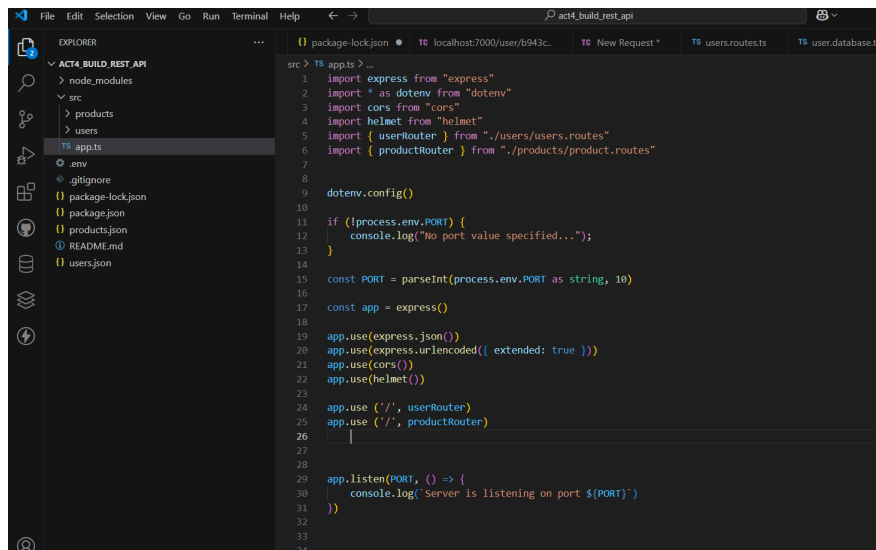 File Edit Selection View Go Run Terminal Help
act4_build_rest_api
EXPLORER
package-lock.json
localhost:7000/user/b943c..
New Request *
users.routes.ts
user.database.t
ACT4_BUILD_REST_API
node_modules
src
products
users
app.ts
.env
.gitignore
package-lock.json
package.json
products.json
README.md
users.json
2
src > TS app.ts > ...
1 import express from "express"
2 import * as dotenv from "dotenv"
3 import cors from "cors"
4 import helmet from "helmet"
5 import { userRouter } from "./users/users.routes"
6 import { productRouter } from "./products/product.routes"
7
8
9 dotenv.config()
10
11 if (!process.env.PORT) {
12 console.log("No port value specified...");
13 }
14
15 const PORT = parseInt(process.env.PORT as string, 10)
16
17 const app = express()
18
19 app.use(express.json())
20 app.use(express.urlencoded({ extended: true }))
21 app.use(cors())
22 app.use(helmet())
23
24 app.use ('/', userRouter)
25 app.use ('/', productRouter)
26
27
28
29 app.listen(PORT, () => {
30 console.log(`Server is listening on port ${PORT}`)
31 })
32
33